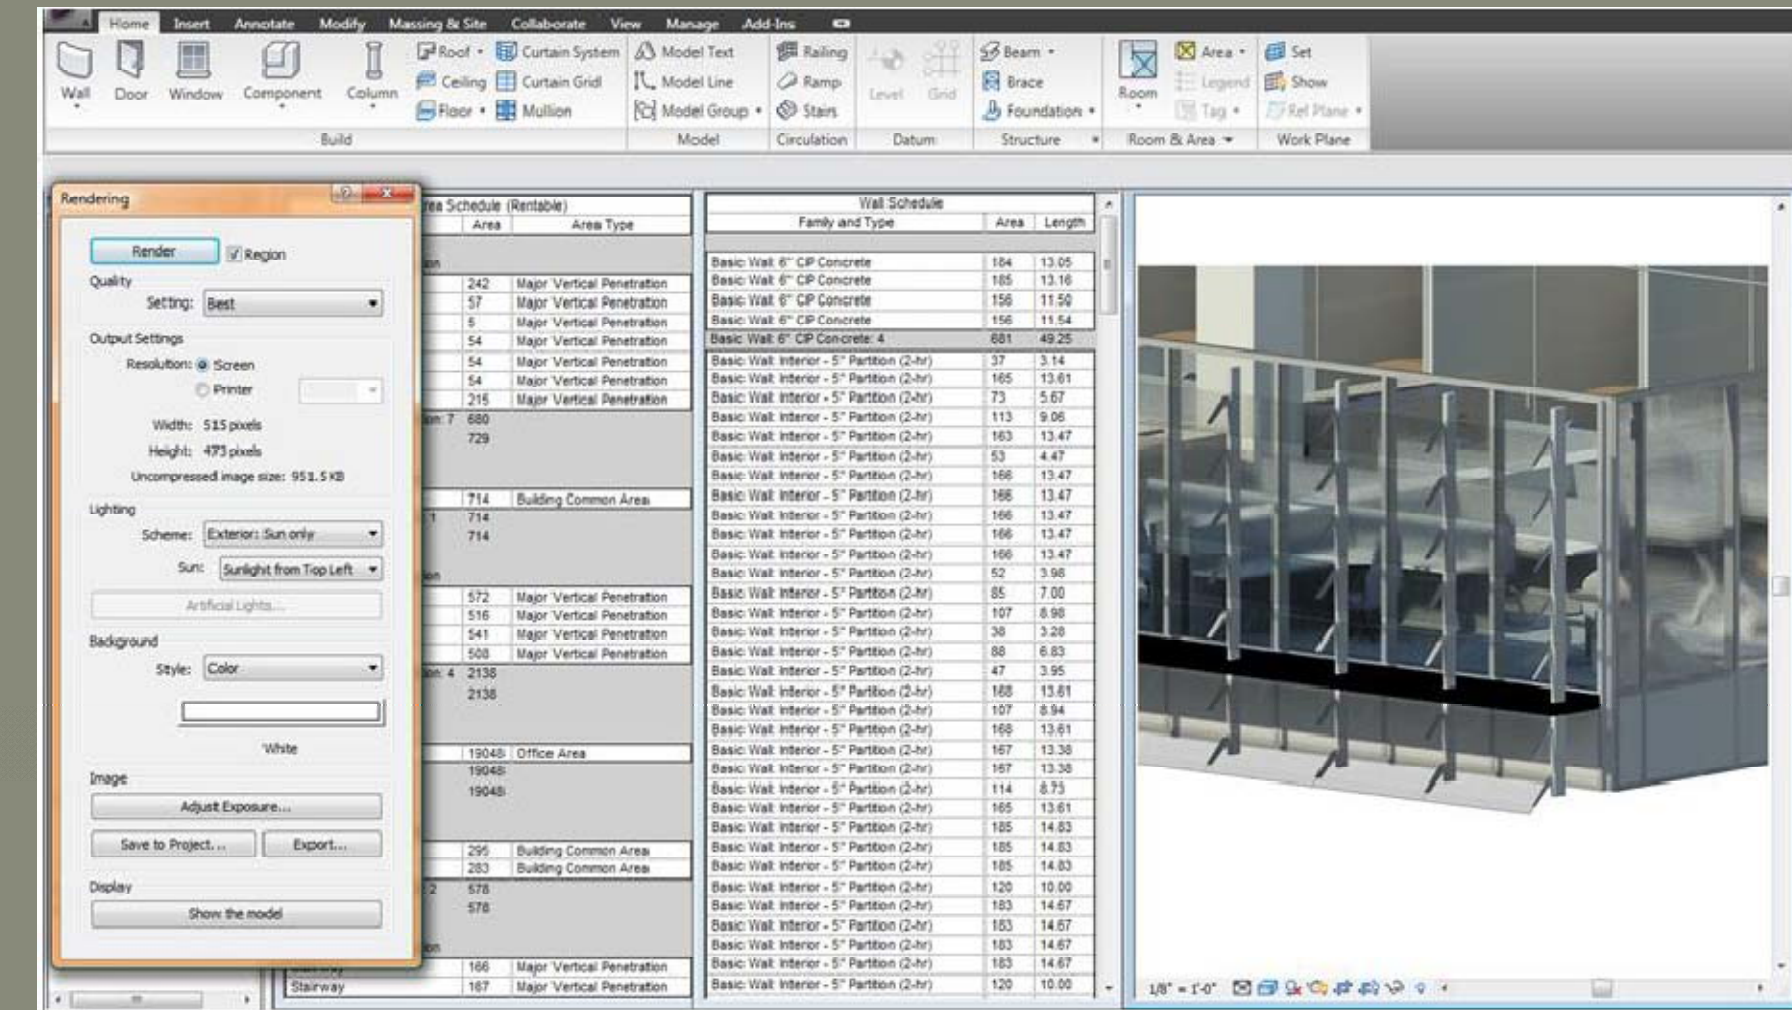 Home Insert Annotate Modify Massing & Site Collaborate View Manage Add-Ins
Roof Curtain System Model Text Railing Beam Area Set
Ceiling Curtain Grid Model Line Ramp Brace Legend Show
Wall Door Window Component Column Level Grid Room
Floor Mullion Model Group Stairs Foundation Tag Ref Plane
Build Model Circulation Datum Structure Room & Area Work Plane
Rendering
Render Region
Quality
Setting: Best
Output Settings
Resolution: Screen
Printer
Width: 515 pixels
Height: 473 pixels
Uncompressed image size: 951.5 KB
Lighting
Scheme: Exterior: Sun only
Sun: Sunlight from Top Left
Artificial Lights...
Background
Style: Color
White
Image
Adjust Exposure...
Save to Project... Export...
Display
Show the model
rea Schedule (Rentable)
Area Area Type
on
242 Major Vertical Penetration
57 Major Vertical Penetration
5 Major Vertical Penetration
54 Major Vertical Penetration
54 Major Vertical Penetration
54 Major Vertical Penetration
215 Major Vertical Penetration
on: 7 680
729
714 Building Common Area
: 1 714
714
on
572 Major Vertical Penetration
516 Major Vertical Penetration
541 Major Vertical Penetration
508 Major Vertical Penetration
on: 4 2138
2138
19048 Office Area
19048
19048
295 Building Common Area
283 Building Common Area
: 2 578
578
on
166 Major Vertical Penetration
Stairway 167 Major Vertical Penetration
Wall Schedule
Family and Type Area Length
Basic Wall: 6" CIP Concrete 184 13.05
Basic Wall: 6" CIP Concrete 185 13.16
Basic Wall: 6" CIP Concrete 156 11.50
Basic Wall: 6" CIP Concrete 156 11.54
Basic Wall: 6" CIP Concrete: 4 681 49.25
Basic Wall: Interior - 5" Partition (2-hr) 37 3.14
Basic Wall: Interior - 5" Partition (2-hr) 165 13.61
Basic Wall: Interior - 5" Partition (2-hr) 73 5.67
Basic Wall: Interior - 5" Partition (2-hr) 113 9.06
Basic Wall: Interior - 5" Partition (2-hr) 163 13.47
Basic Wall: Interior - 5" Partition (2-hr) 53 4.47
Basic Wall: Interior - 5" Partition (2-hr) 166 13.47
Basic Wall: Interior - 5" Partition (2-hr) 166 13.47
Basic Wall: Interior - 5" Partition (2-hr) 166 13.47
Basic Wall: Interior - 5" Partition (2-hr) 166 13.47
Basic Wall: Interior - 5" Partition (2-hr) 166 13.47
Basic Wall: Interior - 5" Partition (2-hr) 52 3.98
Basic Wall: Interior - 5" Partition (2-hr) 85 7.00
Basic Wall: Interior - 5" Partition (2-hr) 107 8.98
Basic Wall: Interior - 5" Partition (2-hr) 38 3.28
Basic Wall: Interior - 5" Partition (2-hr) 88 6.83
Basic Wall: Interior - 5" Partition (2-hr) 47 3.95
Basic Wall: Interior - 5" Partition (2-hr) 168 13.61
Basic Wall: Interior - 5" Partition (2-hr) 107 8.94
Basic Wall: Interior - 5" Partition (2-hr) 168 13.61
Basic Wall: Interior - 5" Partition (2-hr) 167 13.38
Basic Wall: Interior - 5" Partition (2-hr) 167 13.38
Basic Wall: Interior - 5" Partition (2-hr) 114 8.73
Basic Wall: Interior - 5" Partition (2-hr) 165 13.61
Basic Wall: Interior - 5" Partition (2-hr) 185 14.83
Basic Wall: Interior - 5" Partition (2-hr) 185 14.83
Basic Wall: Interior - 5" Partition (2-hr) 185 14.83
Basic Wall: Interior - 5" Partition (2-hr) 120 10.00
Basic Wall: Interior - 5" Partition (2-hr) 183 14.67
Basic Wall: Interior - 5" Partition (2-hr) 183 14.67
Basic Wall: Interior - 5" Partition (2-hr) 183 14.67
Basic Wall: Interior - 5" Partition (2-hr) 183 14.67
Basic Wall: Interior - 5" Partition (2-hr) 120 10.00
1/8" = 1'-0"